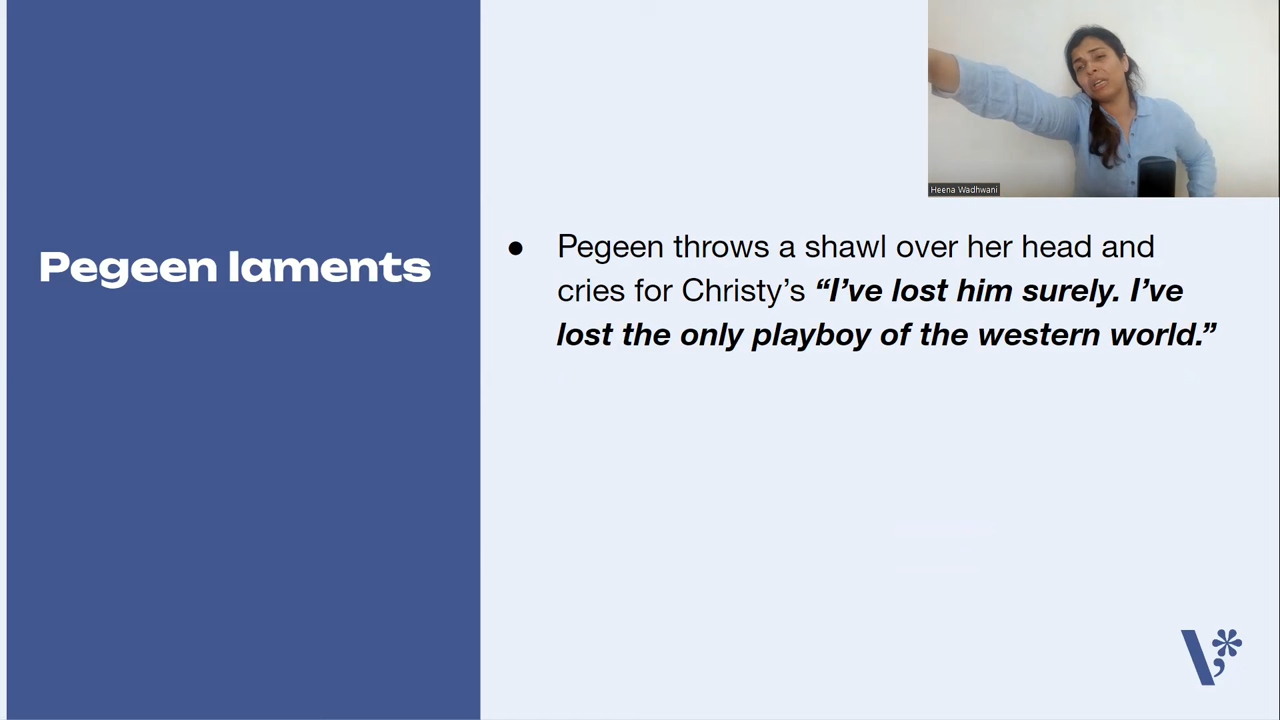 Heena Wadhwani
Pegeen laments
● Pegeen throws a shawl over her head and
cries for Christy’s “I’ve lost him surely. I’ve
lost the only playboy of the western world.”